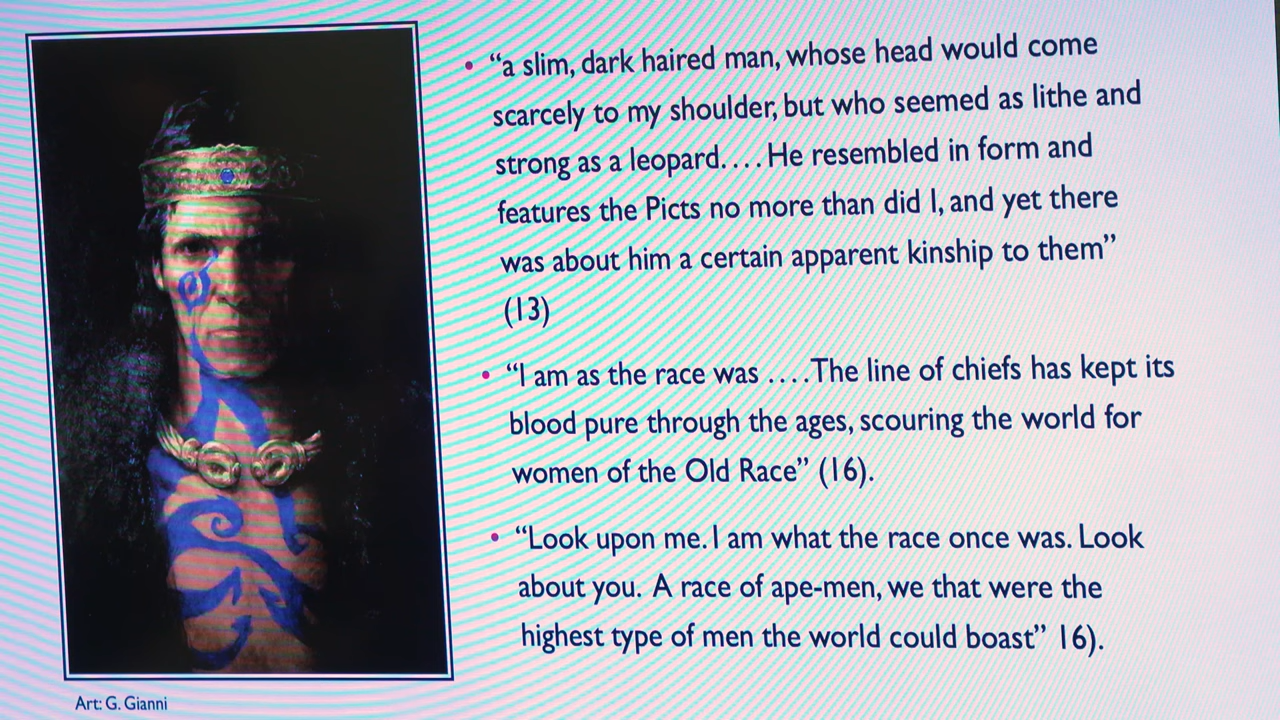 • “a slim, dark haired man, whose head would come
scarcely to my shoulder, but who seemed as lithe and
strong as a leopard. . . . He resembled in form and
features the Picts no more than did I, and yet there
was about him a certain apparent kinship to them”
(13)
• “I am as the race was . . . .The line of chiefs has kept its
blood pure through the ages, scouring the world for
women of the Old Race” (16).
• “Look upon me. I am what the race once was. Look
about you. A race of ape-men, we that were the
highest type of men the world could boast” 16).
Art: G. Gianni